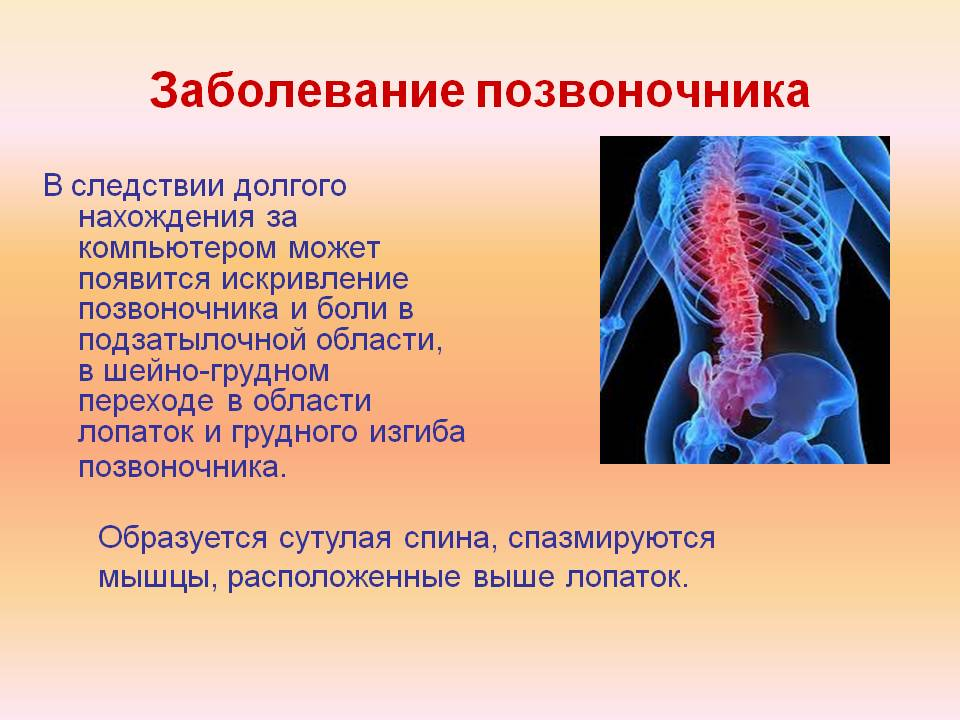 Заболевание позвоночника
В следствии долгого
нахождения за
компьютером может
появится искривление
позвоночника и боли в
подзатылочной области,
в шейно-грудном
переходе в области
лопаток и грудного изгиба
позвоночника.
Образуется сутулая спина, спазмируются
мышцы, расположенные выше лопаток.